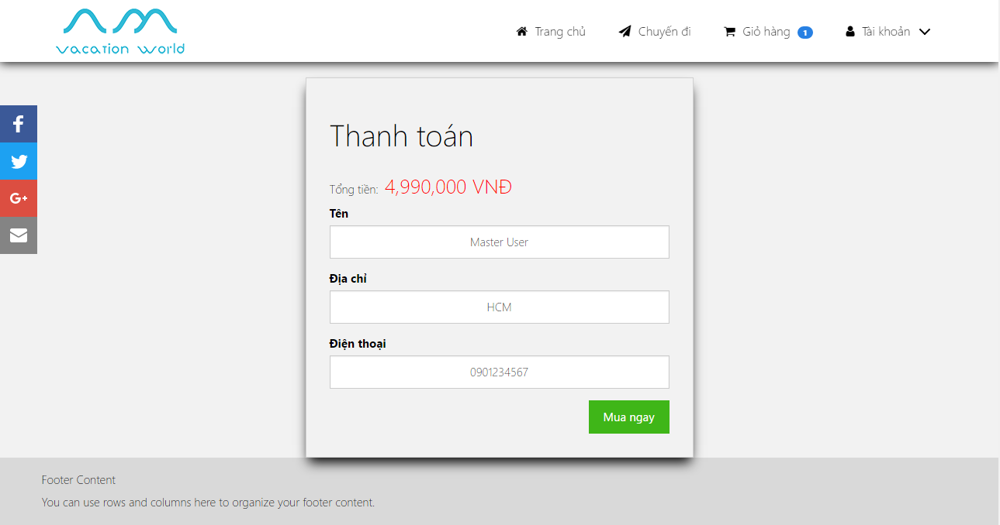 vacation world
Trang chủ Chuyến đi Giỏ hàng 1 Tài khoản
Thanh toán
Tổng tiền: 4,990,000 VNĐ
Tên
Master User
Địa chỉ
HCM
Điện thoại
0901234567
Mua ngay
Footer Content
You can use rows and columns here to organize your footer content.